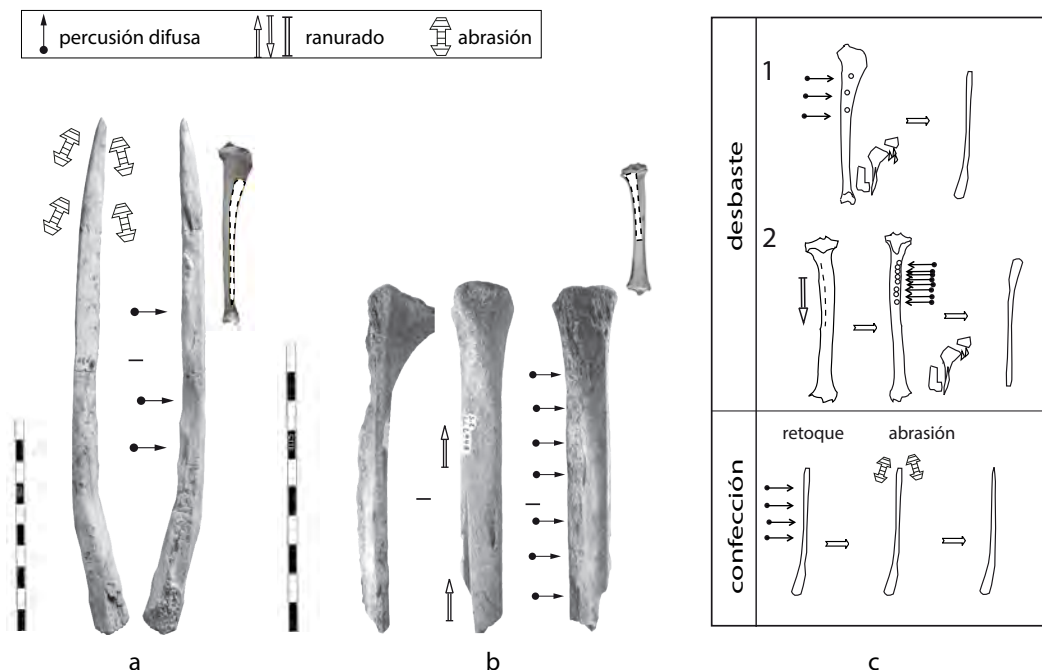 percusión difusa
ranurado
abrasión
a
b
desbaste
1
2
confección
retoque
abrasión
c